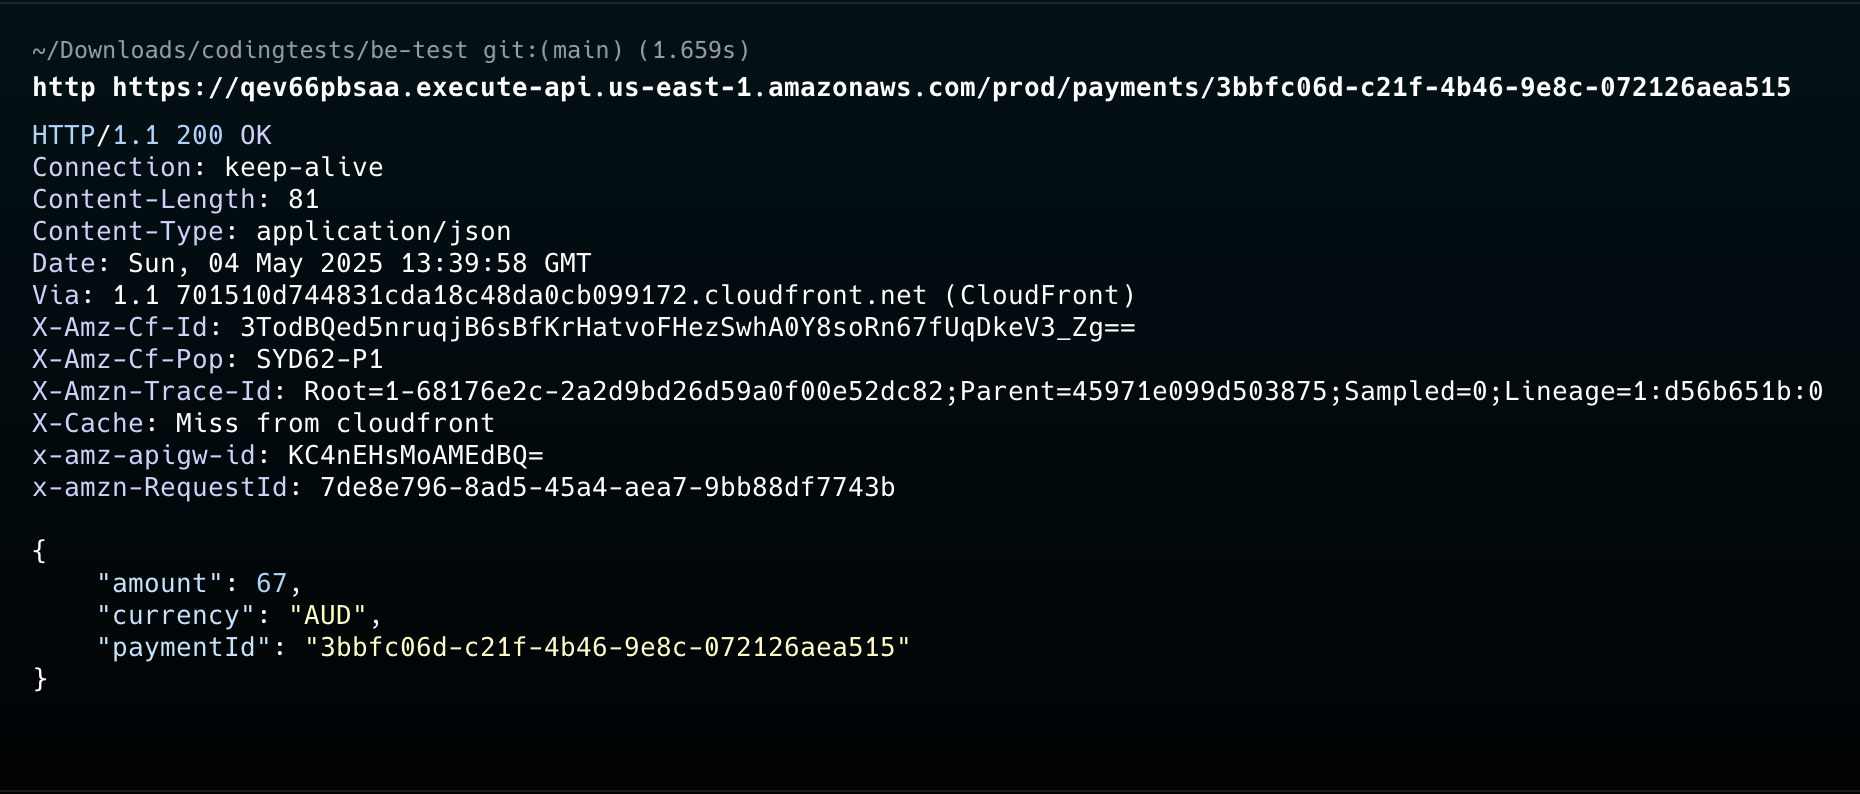 ~/Downloads/codingtests/be-test git:(main) (1.659s)
http https://qev66pbsaa.execute-api.us-east-1.amazonaws.com/prod/payments/3bbfc06d-c21f-4b46-9e8c-072126aea515
HTTP/1.1 200 OK
Connection: keep-alive
Content-Length: 81
Content-Type: application/json
Date: Sun, 04 May 2025 13:39:58 GMT
Via: 1.1 701510d744831cda18c48da0cb099172.cloudfront.net (CloudFront)
X-Amz-Cf-Id: 3TodBQed5nruqjB6sBfKrHatvoFHezSwhA0Y8soRn67fUqDkeV3_Zg==
X-Amz-Cf-Pop: SYD62-P1
X-Amzn-Trace-Id: Root=1-68176e2c-2a2d9bd26d59a0f00e52dc82;Parent=45971e099d503875;Sampled=0;Lineage=1:d56b651b:0
X-Cache: Miss from cloudfront
x-amz-apigw-id: KC4nEHsMoAMEdBQ=
x-amzn-RequestId: 7de8e796-8ad5-45a4-aea7-9bb88df7743b
{
    "amount": 67,
    "currency": "AUD",
    "paymentId": "3bbfc06d-c21f-4b46-9e8c-072126aea515"
}